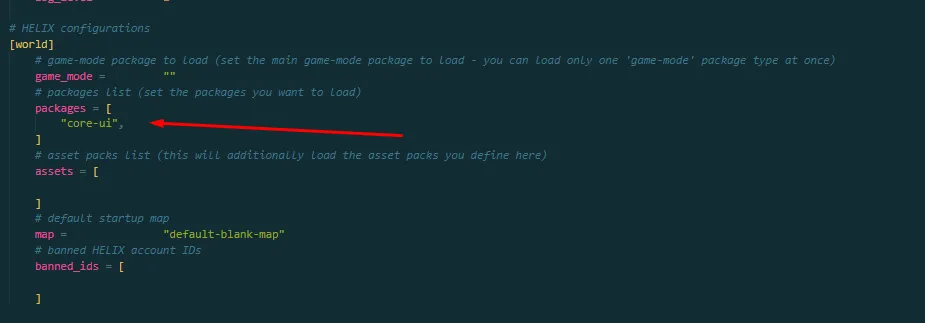 # HELIX configurations
[world]
# game-mode package to load (set the main game-mode package to load - you can load only one 'game-mode' package type at once)
game_mode = ""
# packages list (set the packages you want to load)
packages = [
"core-ui",
]
# asset packs list (this will additionally load the asset packs you define here)
assets = [
]
# default startup map
map = "default-blank-map"
# banned HELIX account IDs
banned_ids = [
]